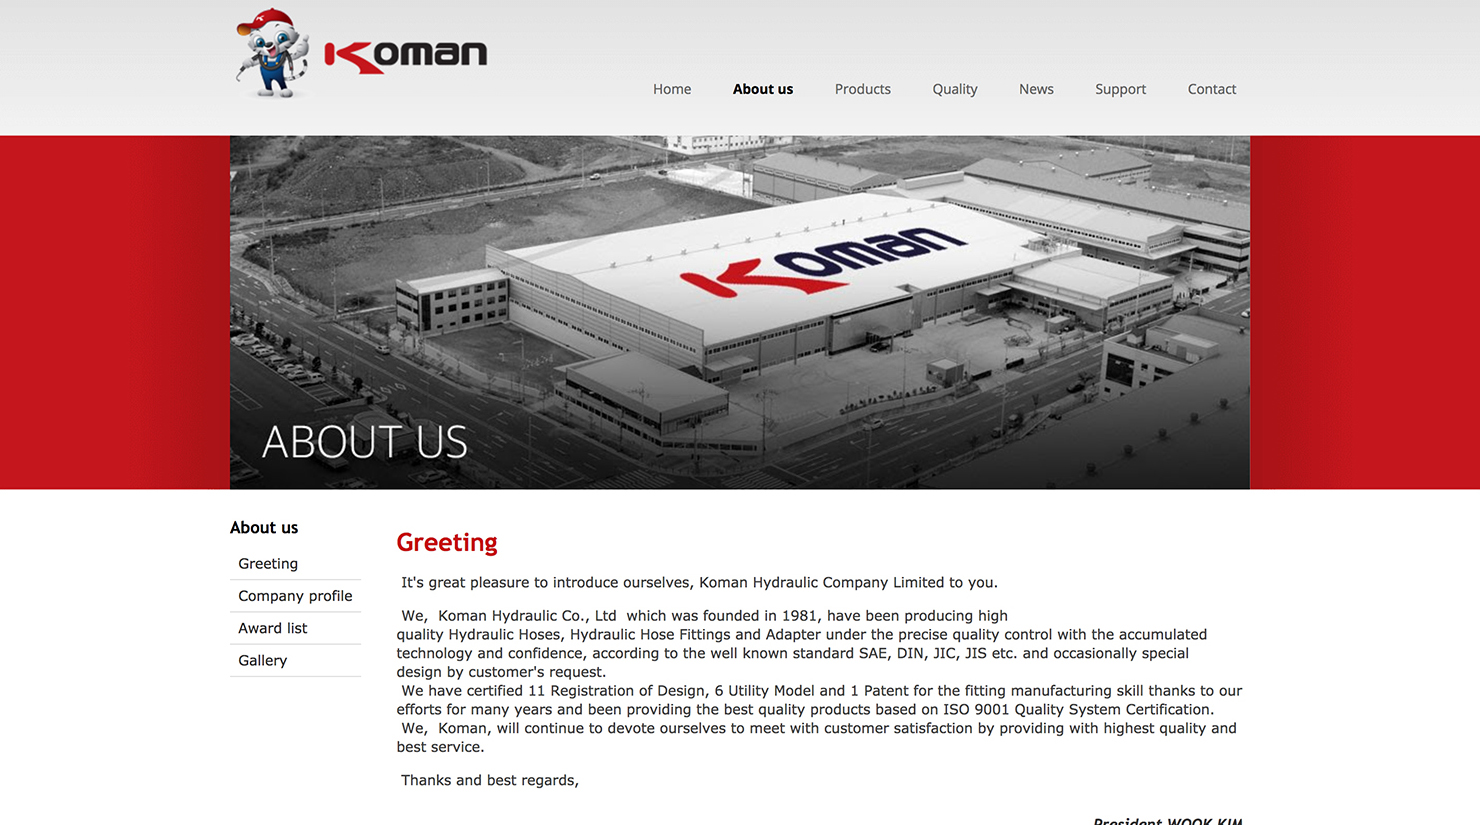 Koman
Home About us Products Quality News Support Contact
Koman
ABOUT US
About us
Greeting
Company profile
Award list
Gallery
Greeting
It's great pleasure to introduce ourselves, Koman Hydraulic Company Limited to you.
We, Koman Hydraulic Co., Ltd which was founded in 1981, have been producing high
quality Hydraulic Hoses, Hydraulic Hose Fittings and Adapter under the precise quality control with the accumulated
technology and confidence, according to the well known standard SAE, DIN, JIC, JIS etc. and occasionally special
design by customer's request.
We have certified 11 Registration of Design, 6 Utility Model and 1 Patent for the fitting manufacturing skill thanks to our
efforts for many years and been providing the best quality products based on ISO 9001 Quality System Certification.
We, Koman, will continue to devote ourselves to meet with customer satisfaction by providing with highest quality and
best service.
Thanks and best regards,
President WOOK KIM